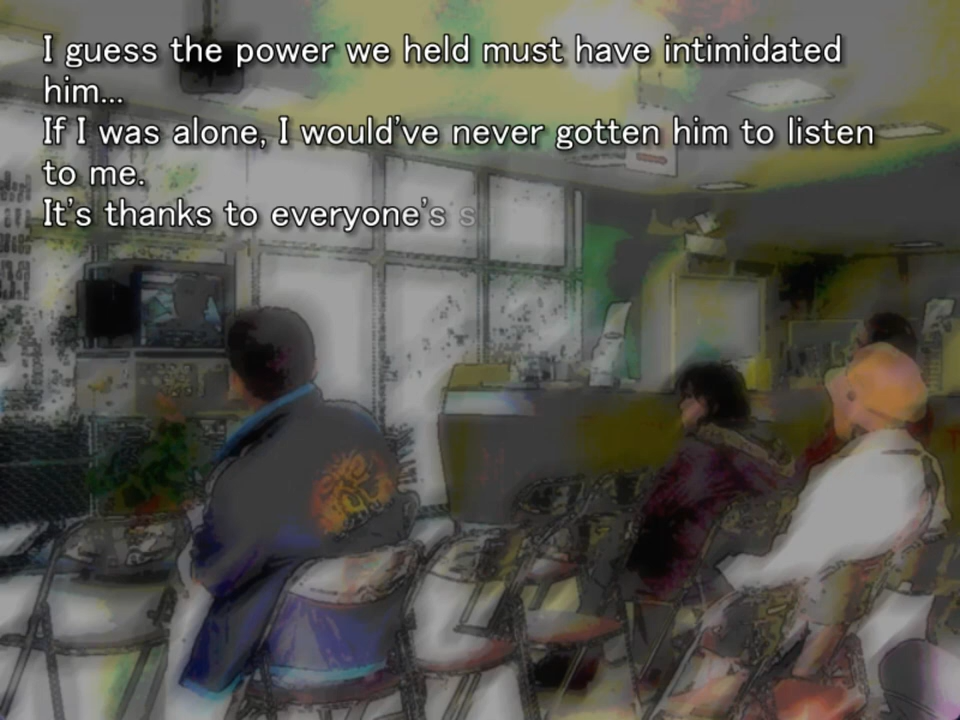 I guess the power we held must have intimidated
him...
If I was alone, I would've never gotten him to listen
to me.
It's thanks to everyone's s